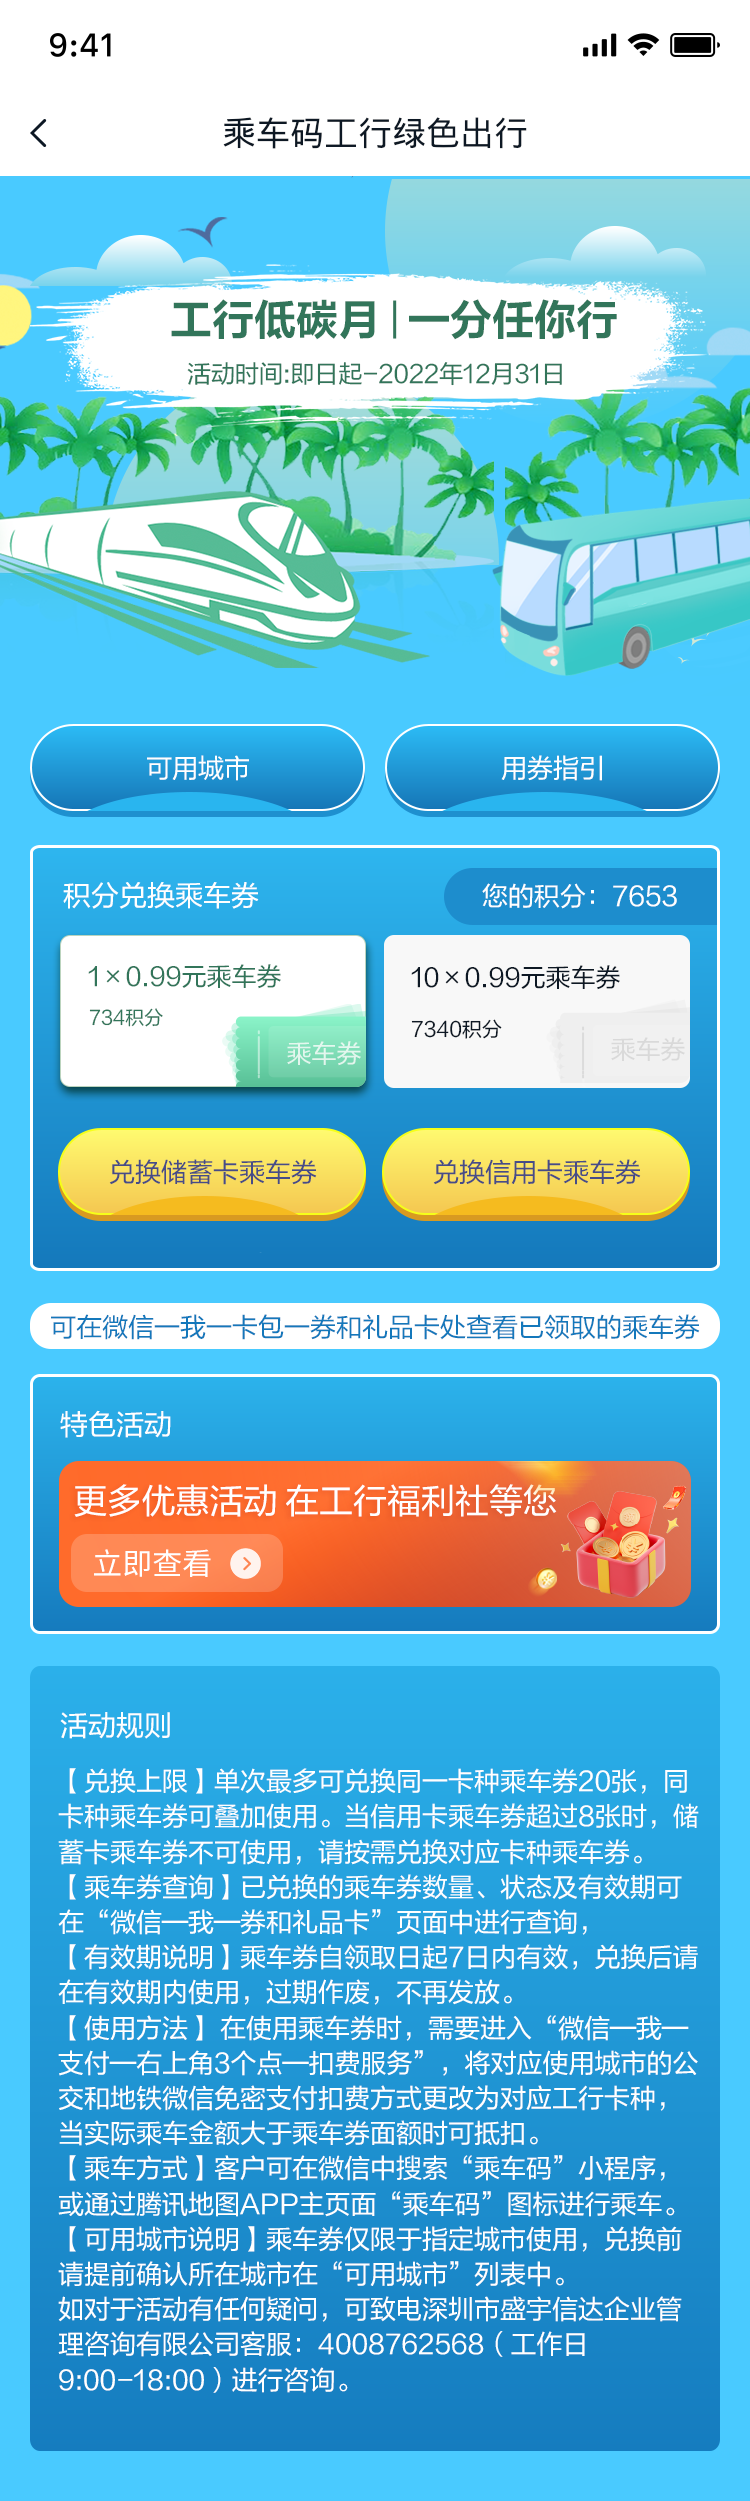 9:41
乘车码工行绿色出行
工行低碳月|一分任你行
活动时间:即日起-2022年12月31日
可用城市
用券指引
积分兑换乘车券
您的积分：7653
1×0.99元乘车券
734积分
乘车券
10×0.99元乘车券
7340积分
乘车券
兑换储蓄卡乘车券
兑换信用卡乘车券
可在微信—我—卡包—券和礼品卡处查看已领取的乘车券
特色活动
更多优惠活动 在工行福利社等您
立即查看
活动规则
【兑换上限】单次最多可兑换同一卡种乘车券20张，同
卡种乘车券可叠加使用。当信用卡乘车券超过8张时，储
蓄卡乘车券不可使用，请按需兑换对应卡种乘车券。
【乘车券查询】已兑换的乘车券数量、状态及有效期可
在“微信—我—券和礼品卡”页面中进行查询，
【有效期说明】乘车券自领取日起7日内有效，兑换后请
在有效期内使用，过期作废，不再发放。
【使用方法】在使用乘车券时，需要进入“微信—我—
支付—右上角3个点—扣费服务”，将对应使用城市的公
交和地铁微信免密支付扣费方式更改为对应工行卡种，
当实际乘车金额大于乘车券面额时可抵扣。
【乘车方式】客户可在微信中搜索“乘车码”小程序，
或通过腾讯地图APP主页面“乘车码”图标进行乘车。
【可用城市说明】乘车券仅限于指定城市使用，兑换前
请提前确认所在城市在“可用城市”列表中。
如对于活动有任何疑问，可致电深圳市盛宇信达企业管
理咨询有限公司客服：4008762568（工作日
9:00-18:00）进行咨询。